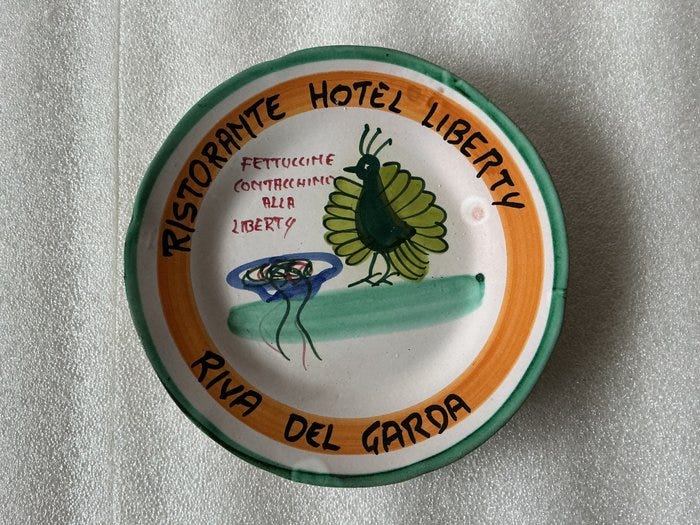 RISTORANTE HOTEL LIBERTY
FETTUCCINE
CONTACCHINO
ALLA
LIBERTY
RIVA DEL GARDA